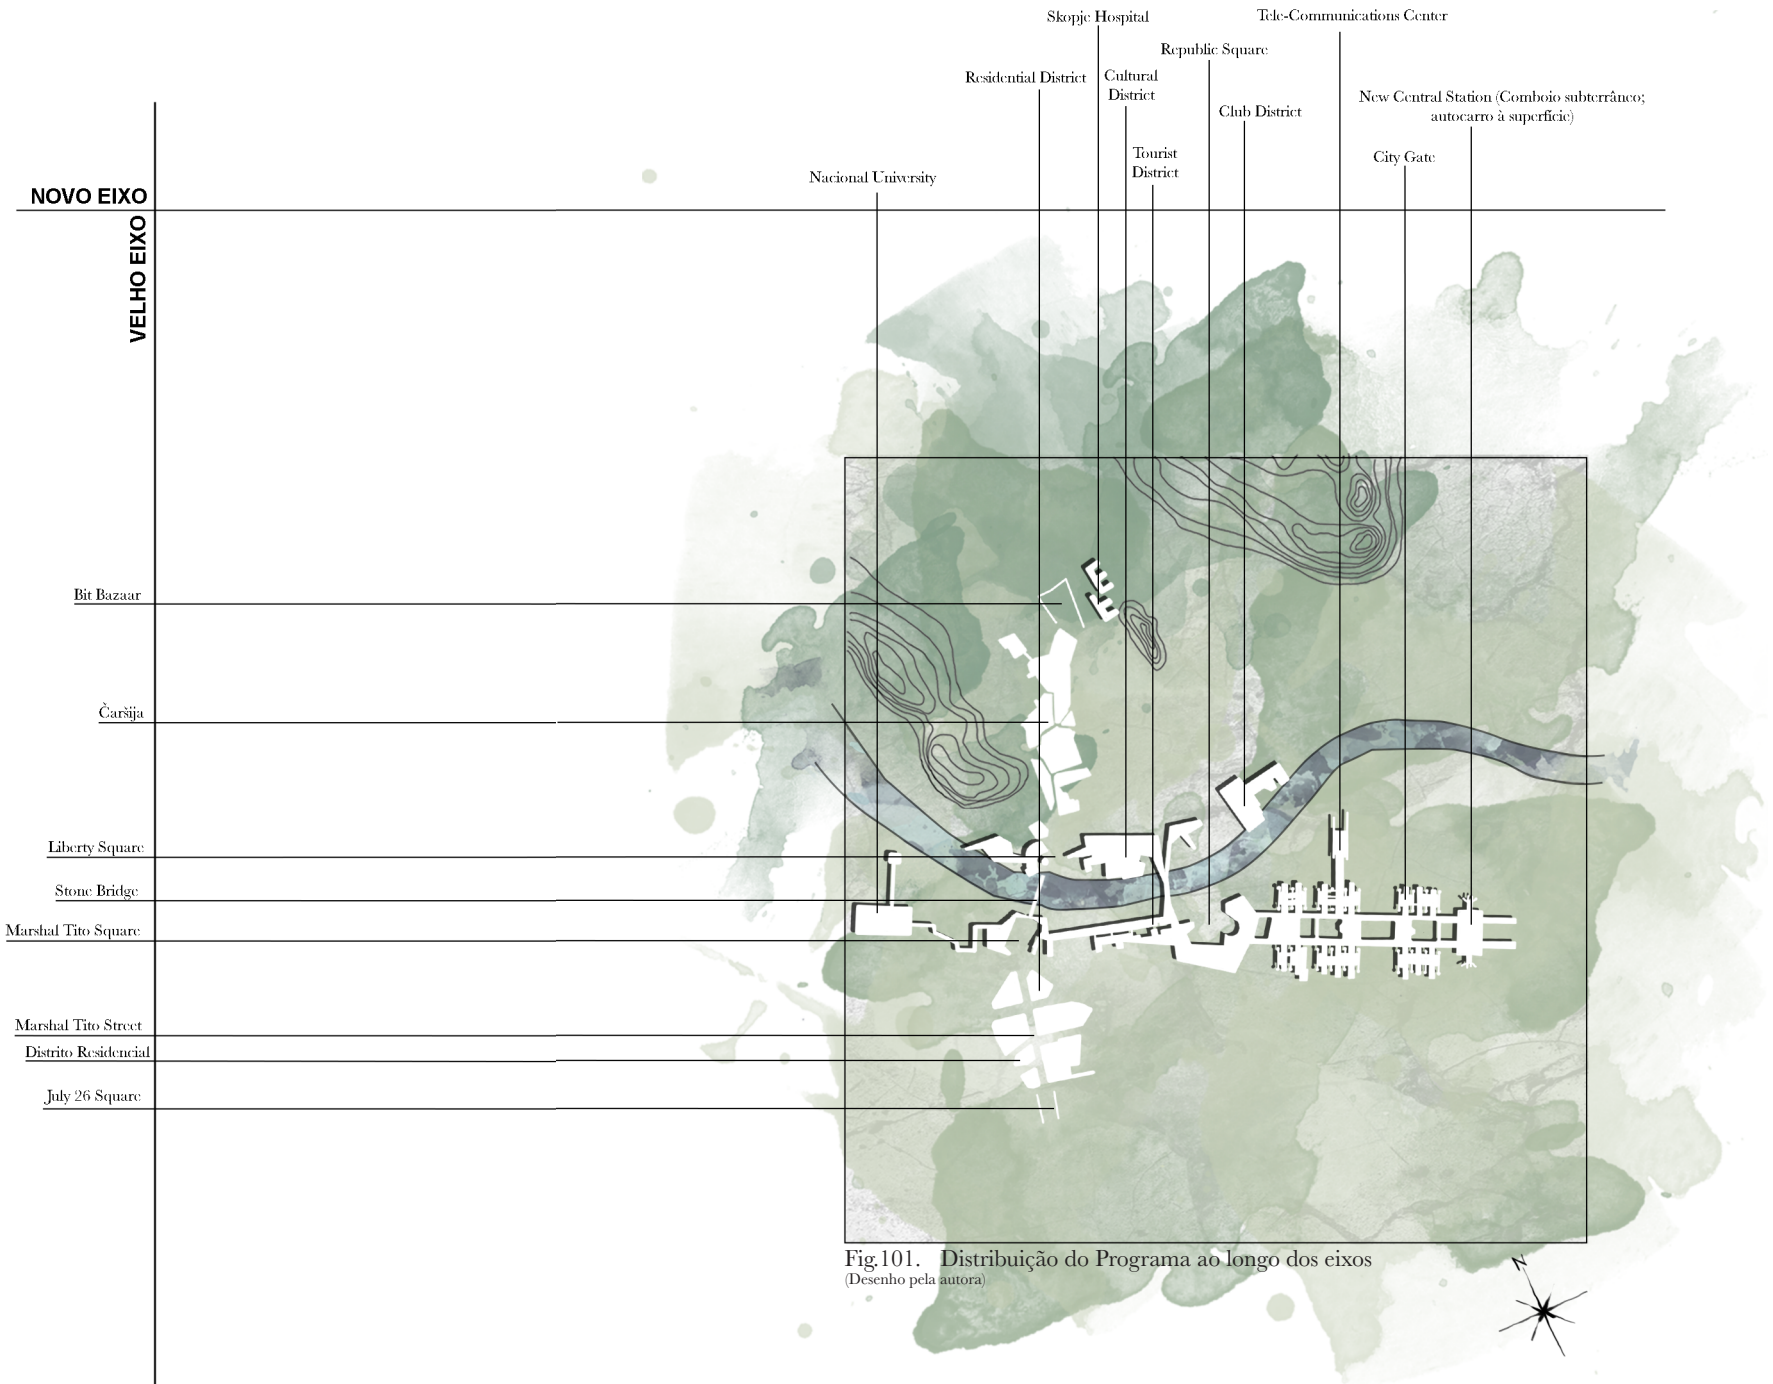 Skopje Hospital
Tele-Communications Center
Republic Square
Residential District
Cultural
District
New Central Station (Comboio subterrâneo;
autocarro à superfície)
Club District
Tourist
District
City Gate
Nacional University
NOVO EIXO
VELHO EIXO
Bit Bazaar
Čaršija
Liberty Square
Stone Bridge
Marshal Tito Square
Marshal Tito Street
Distrito Residencial
July 26 Square
Fig.101. Distribuição do Programa ao longo dos eixos
(Desenho pela autora)
N